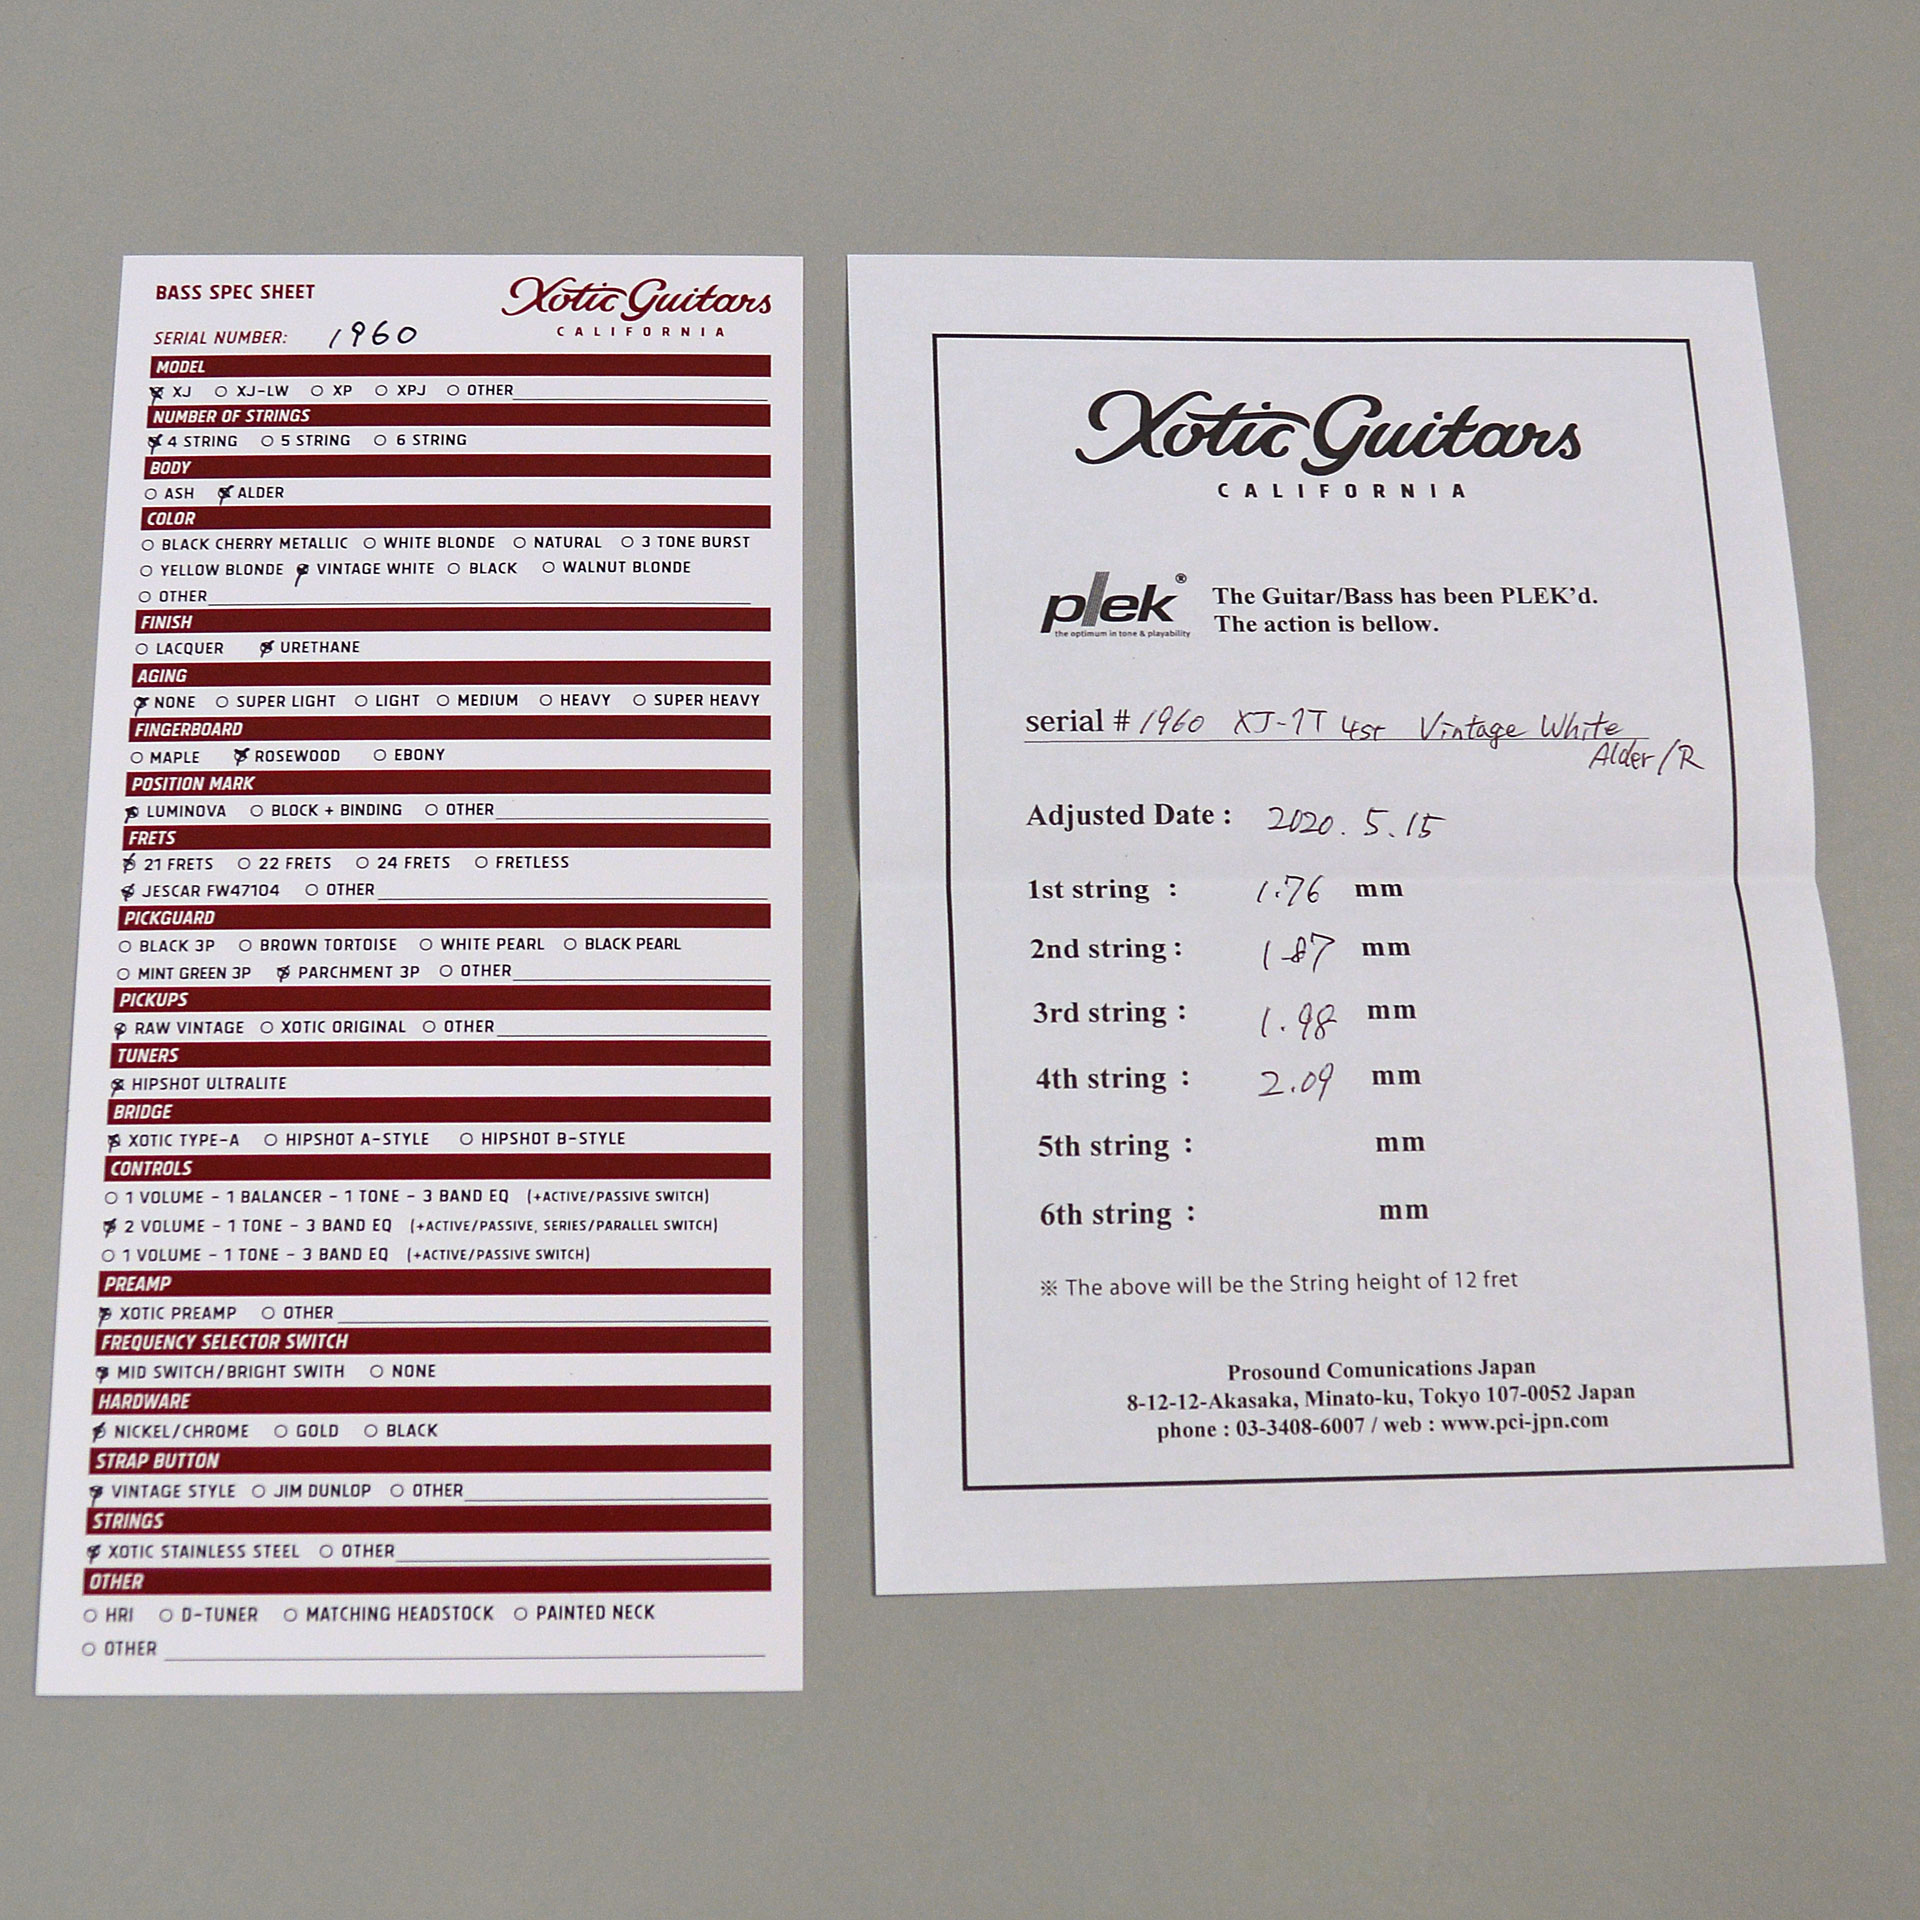 BASS SPEC SHEET
Xotic Guitars
CALIFORNIA
SERIAL NUMBER: 1960
MODEL
XJ XJ-LW XP XPJ OTHER
NUMBER OF STRINGS
4 STRING 5 STRING 6 STRING
BODY
ASH ALDER
COLOR
BLACK CHERRY METALLIC WHITE BLONDE NATURAL 3 TONE BURST
YELLOW BLONDE VINTAGE WHITE BLACK WALNUT BLONDE
OTHER
FINISH
LACQUER URETHANE
AGING
NONE SUPER LIGHT LIGHT MEDIUM HEAVY SUPER HEAVY
FINGERBOARD
MAPLE ROSEWOOD EBONY
POSITION MARK
LUMINOVA BLOCK + BINDING OTHER
FRETS
21 FRETS 22 FRETS 24 FRETS FRETLESS
JESCAR FW47104 OTHER
PICKGUARD
BLACK 3P BROWN TORTOISE WHITE PEARL BLACK PEARL
MINT GREEN 3P PARCHMENT 3P OTHER
PICKUPS
RAW VINTAGE XOTIC ORIGINAL OTHER
TUNERS
HIPSHOT ULTRALITE
BRIDGE
XOTIC TYPE-A HIPSHOT A-STYLE HIPSHOT B-STYLE
CONTROLS
1 VOLUME - 1 BALANCER - 1 TONE - 3 BAND EQ (+ACTIVE/PASSIVE SWITCH)
2 VOLUME - 1 TONE - 3 BAND EQ (+ACTIVE/PASSIVE, SERIES/PARALLEL SWITCH)
1 VOLUME - 1 TONE - 3 BAND EQ (+ACTIVE/PASSIVE SWITCH)
PREAMP
XOTIC PREAMP OTHER
FREQUENCY SELECTOR SWITCH
MID SWITCH/BRIGHT SWITH NONE
HARDWARE
NICKEL/CHROME GOLD BLACK
STRAP BUTTON
VINTAGE STYLE JIM DUNLOP OTHER
STRINGS
XOTIC STAINLESS STEEL OTHER
OTHER
HRI D-TUNER MATCHING HEADSTOCK PAINTED NECK
OTHER
Xotic Guitars
CALIFORNIA
plek®
the optimum in tone & playability
The Guitar/Bass has been PLEK'd.
The action is bellow.
serial # 1960 XJ-1T 4st Vintage White
Alder/R
Adjusted Date : 2020. 5. 15
1st string : 1.76 mm
2nd string : 1.87 mm
3rd string : 1.98 mm
4th string : 2.09 mm
5th string : mm
6th string : mm
※ The above will be the String height of 12 fret
Prosound Comunications Japan
8-12-12-Akasaka, Minato-ku, Tokyo 107-0052 Japan
phone : 03-3408-6007 / web : www.pci-jpn.com